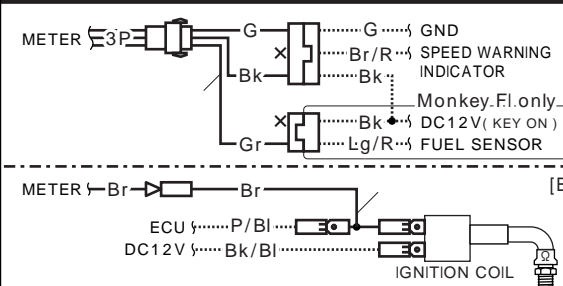 METER 3P G G GND
Br/R SPEED WARNING
INDICATOR
Bk Bk
Monkey FI only
Bk DC12V( KEY ON )
Gr Lg/R FUEL SENSOR
METER Br Br [E
ECU P/Bl
DC12V Bk/Bl
IGNITION COIL
Ω